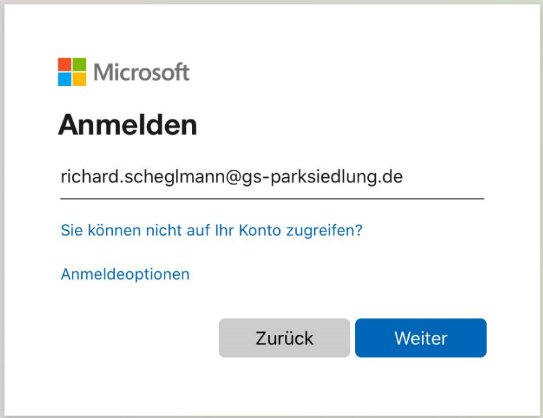 Microsoft
Anmelden
richard.scheglmann@gs-parksiedlung.de
Sie können nicht auf Ihr Konto zugreifen?
Anmeldeoptionen
Zurück Weiter